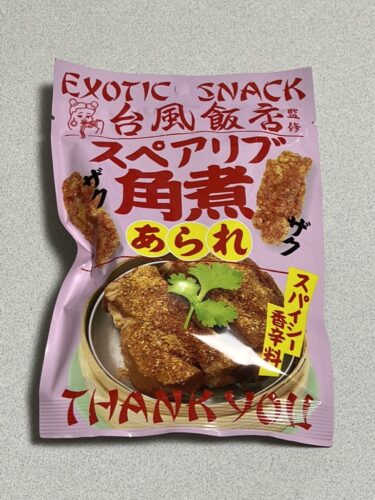 EXOTIC SNACK
台風飯店監修
スペアリブ
角煮
ザク
ザク
あられ
スパイシー
香辛料
THANK YOU